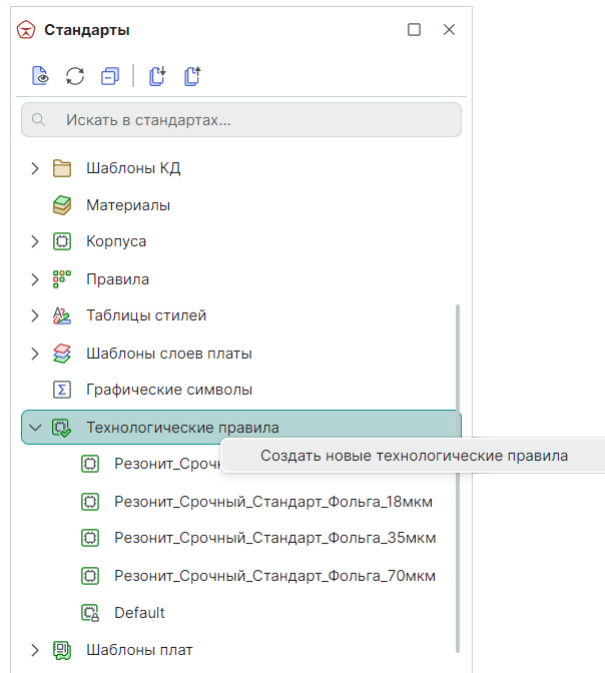 Стандарты
Искать в стандартах...
Шаблоны КД
Материалы
Корпуса
Правила
Таблицы стилей
Шаблоны слоев платы
Графические символы
Технологические правила
Создать новые технологические правила
Резонит_Сроч
Резонит_Срочный_Стандарт_Фольга_18мкм
Резонит_Срочный_Стандарт_Фольга_35мкм
Резонит_Срочный_Стандарт_Фольга_70мкм
Default
Шаблоны плат